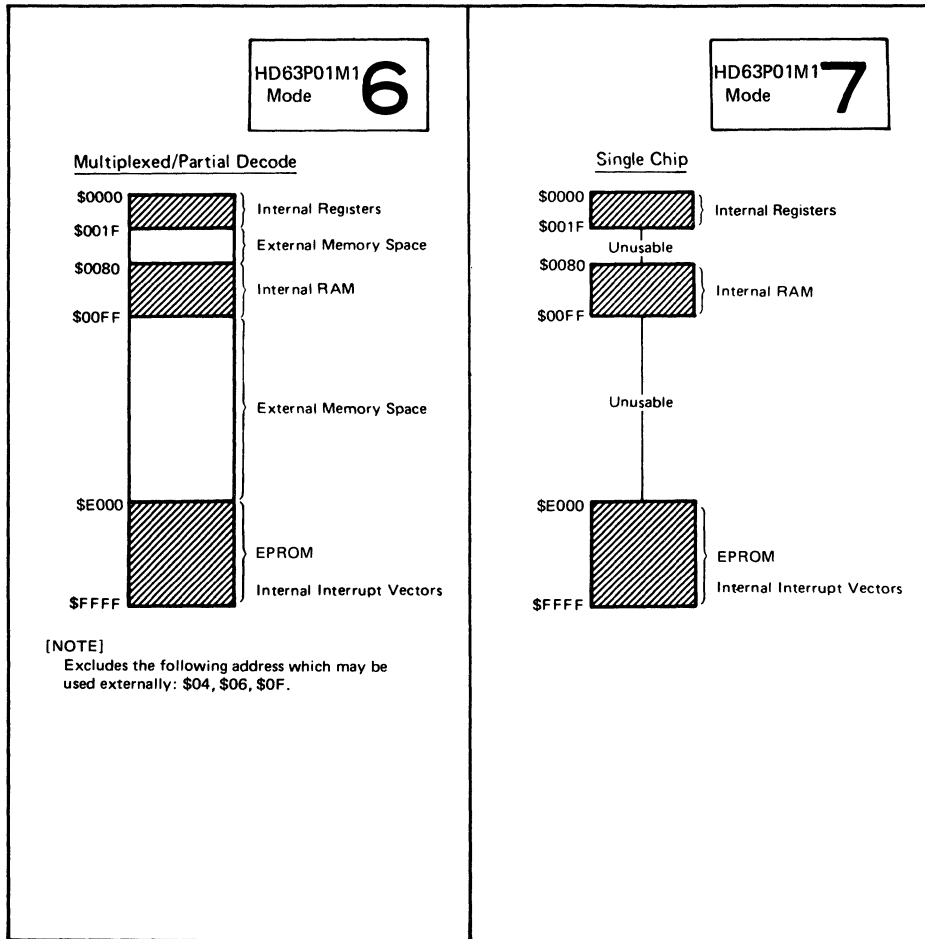 HD63P01M1
Mode
6
Multiplexed/Partial Decode
$0000
Internal Registers
$001F
External Memory Space
$0080
Internal RAM
$00FF
External Memory Space
$E000
EPROM
Internal Interrupt Vectors
$FFFF
[NOTE]
Excludes the following address which may be
used externally: $04, $06, $0F.
HD63P01M1
Mode
7
Single Chip
$0000
Internal Registers
$001F
Unusable
$0080
Internal RAM
$00FF
Unusable
$E000
EPROM
Internal Interrupt Vectors
$FFFF